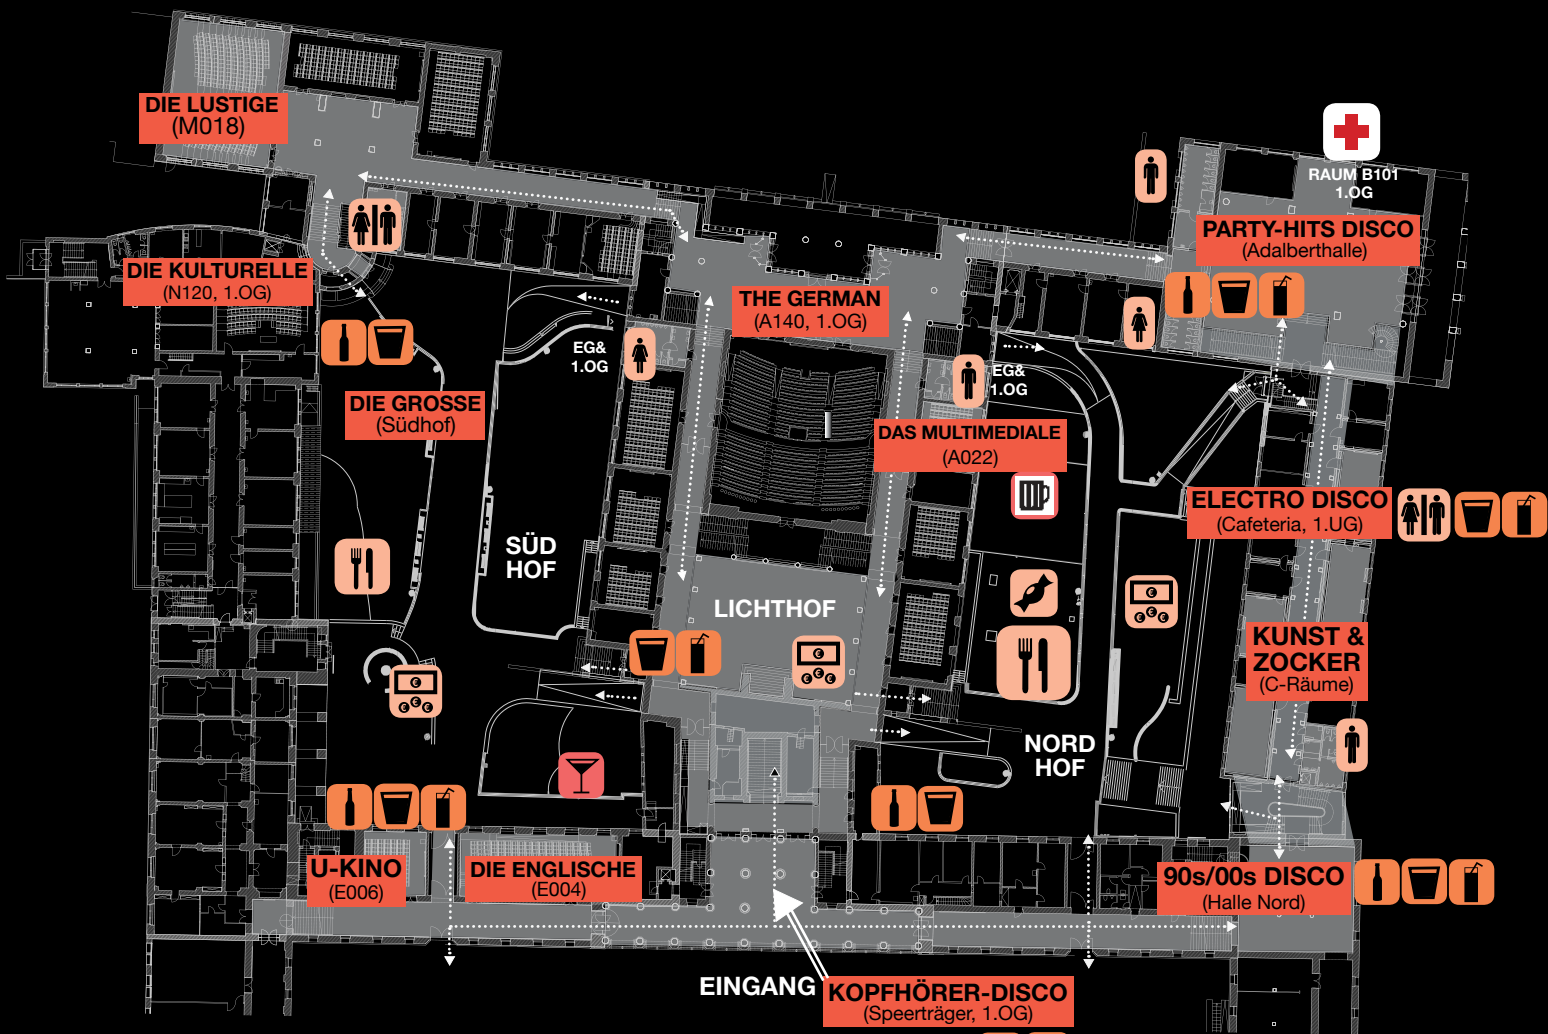 DIE LUSTIGE
(M018)
RAUM B101
1.OG
PARTY-HITS DISCO
(Adalberthalle)
DIE KULTURELLE
(N120, 1.OG)
THE GERMAN
(A140, 1.OG)
EG&
1.OG
EG&
1.OG
DIE GROSSE
(Südhof)
DAS MULTIMEDIALE
(A022)
ELECTRO DISCO
(Cafeteria, 1.UG)
SÜD
HOF
LICHTHOF
KUNST &
ZOCKER
(C-Räume)
NORD
HOF
U-KINO
(E006)
DIE ENGLISCHE
(E004)
90s/00s DISCO
(Halle Nord)
EINGANG
KOPFHÖRER-DISCO
(Speerträger, 1.OG)